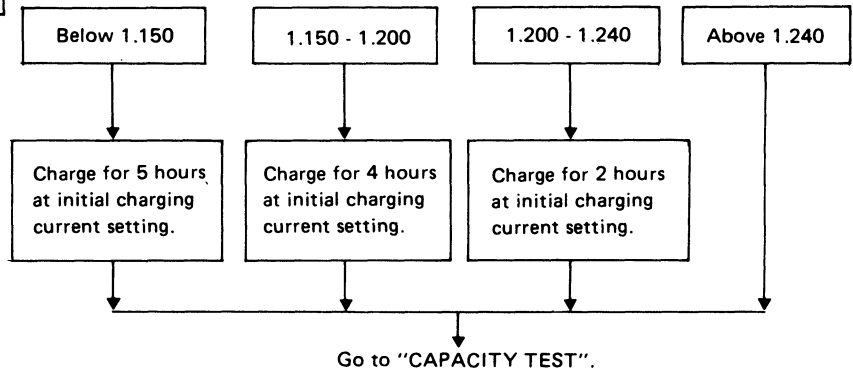 Below 1.150
1.150 - 1.200
1.200 - 1.240
Above 1.240
Charge for 5 hours
at initial charging
current setting.
Charge for 4 hours
at initial charging
current setting.
Charge for 2 hours
at initial charging
current setting.
Go to "CAPACITY TEST".